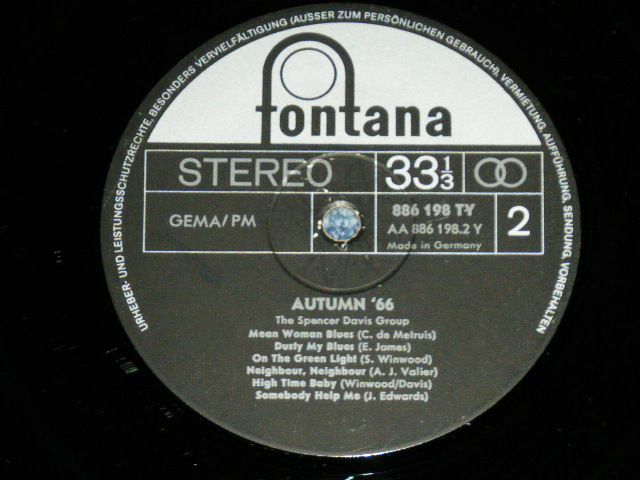 URHEBER- UND LEISTUNGSSCHUTZRECHTE, BESONDERS VERVIELFÄLTIGUNG (AUSSER ZUM PERSÖNLICHEN GEBRAUCH), VERMIETUNG, AUFFÜHRUNG, SENDUNG, VORBEHALTEN
fontana
STEREO 33⅓
GEMA/PM 886 198 TY 2
AA 886 198.2 Y
Made in Germany
AUTUMN '66
The Spencer Davis Group
Mean Woman Blues (C. de Metruis)
Dusty My Blues (E. James)
On The Green Light (S. Winwood)
Neighbour, Neighbour (A. J. Valier)
High Time Baby (Winwood/Davis)
Somebody Help Me (J. Edwards)